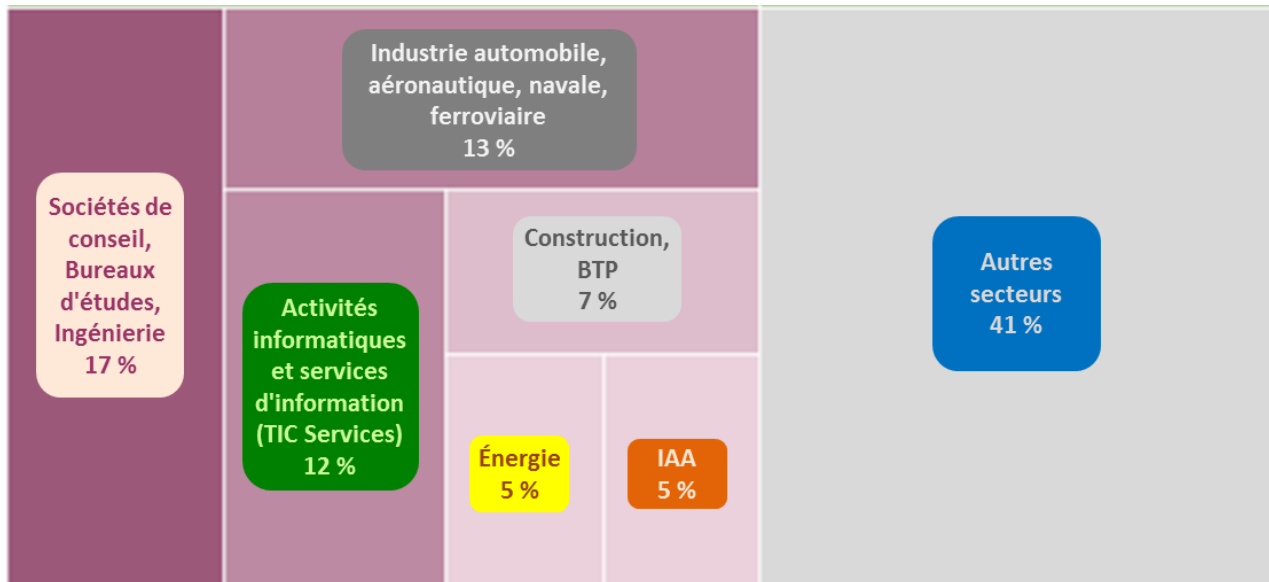 Sociétés de
conseil,
Bureaux
d'études,
Ingénierie
17 %
Industrie automobile,
aéronautique, navale,
ferroviaire
13 %
Activités
informatiques
et services
d'information
(TIC Services)
12 %
Construction,
BTP
7 %
Énergie
5 %
IAA
5 %
Autres
secteurs
41 %